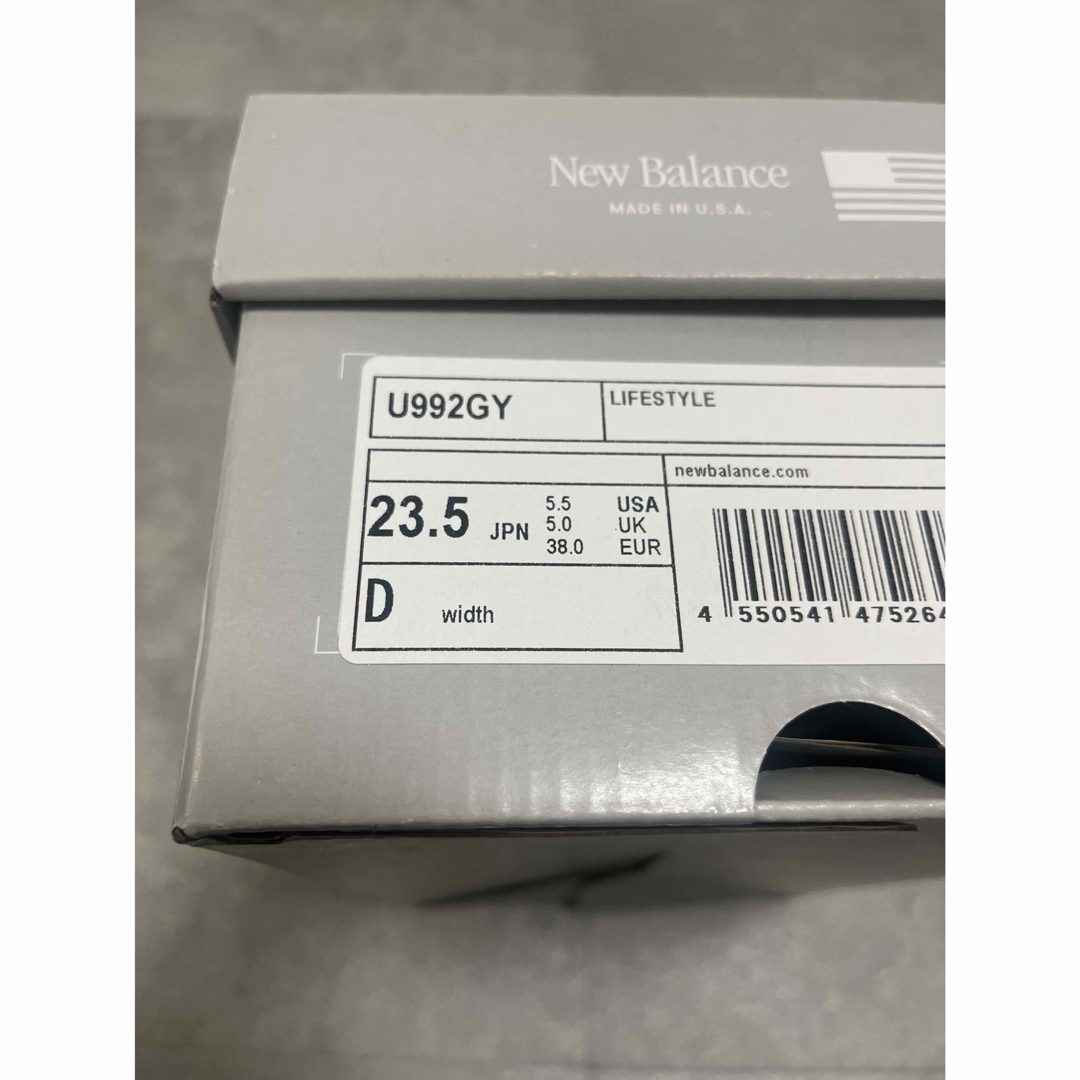 New Balance
MADE IN U.S.A.
U992GY
LIFESTYLE
newbalance.com
23.5 JPN
5.5 USA
5.0 UK
38.0 EUR
D width
4 550541 475264